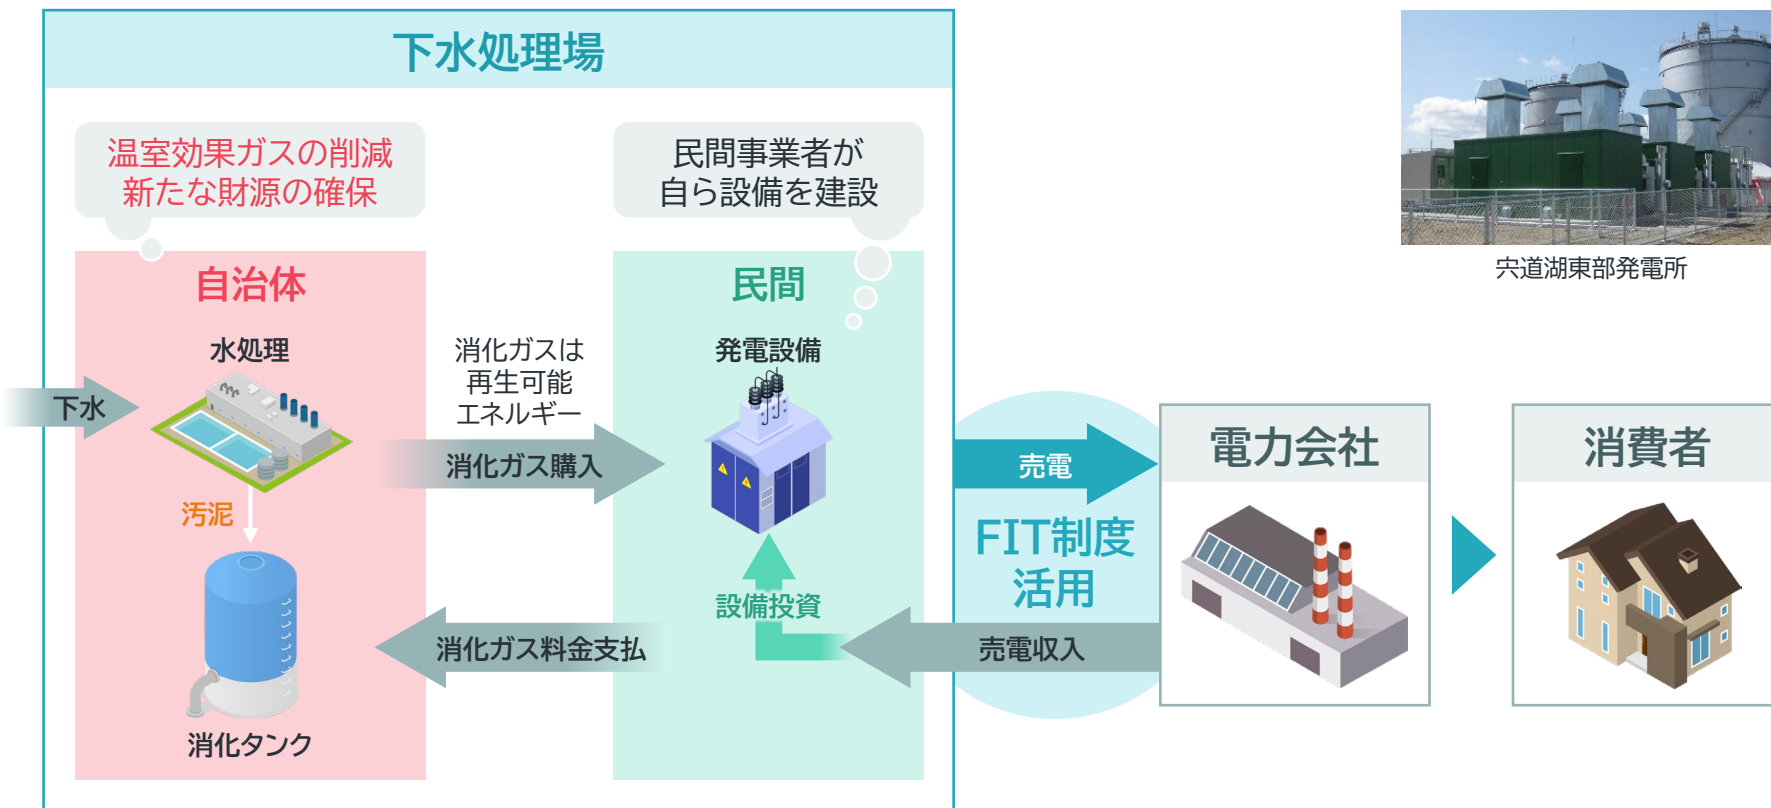 下水処理場
温室効果ガスの削減
新たな財源の確保
民間事業者が
自ら設備を建設
宍道湖東部発電所
自治体
民間
水処理
消化ガスは
再生可能
エネルギー
発電設備
下水
消化ガス購入
売電
電力会社
消費者
汚泥
FIT制度
活用
設備投資
消化ガス料金支払
売電収入
消化タンク